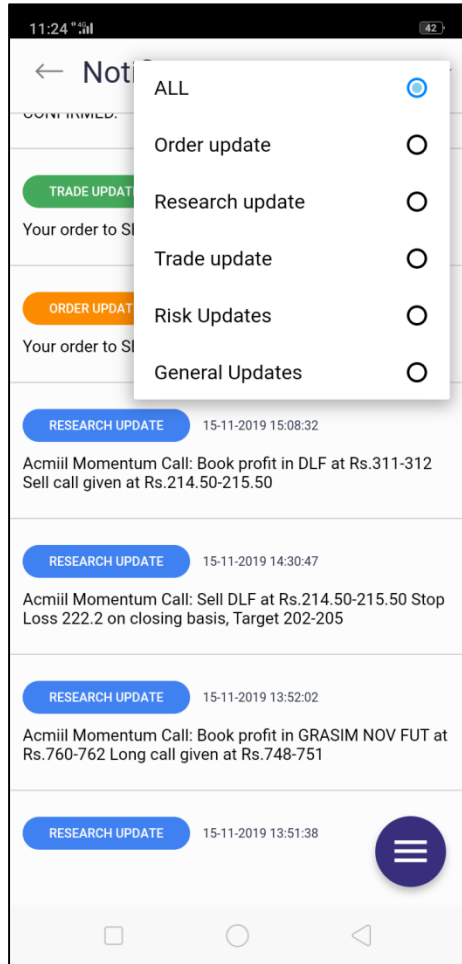 11:24
42
Noti
ALL
Order update
Research update
Trade update
Risk Updates
General Updates
TRADE UPDAT
Your order to
ORDER UPDAT
Your order to
RESEARCH UPDATE 15-11-2019 15:08:32
Acmiil Momentum Call: Book profit in DLF at Rs.311-312
Sell call given at Rs.214.50-215.50
RESEARCH UPDATE 15-11-2019 14:30:47
Acmiil Momentum Call: Sell DLF at Rs.214.50-215.50 Stop
Loss 222.2 on closing basis, Target 202-205
RESEARCH UPDATE 15-11-2019 13:52:02
Acmiil Momentum Call: Book profit in GRASIM NOV FUT at
Rs.760-762 Long call given at Rs.748-751
RESEARCH UPDATE 15-11-2019 13:51:38